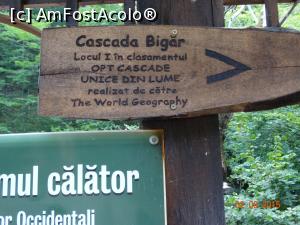 [c] AmFostAcolo®
Cascada Bigăr
Locul I în clasamentul
OPT CASCADE
UNICE DIN LUME
realizat de către
The World Geography
mul călător
or Occidentali